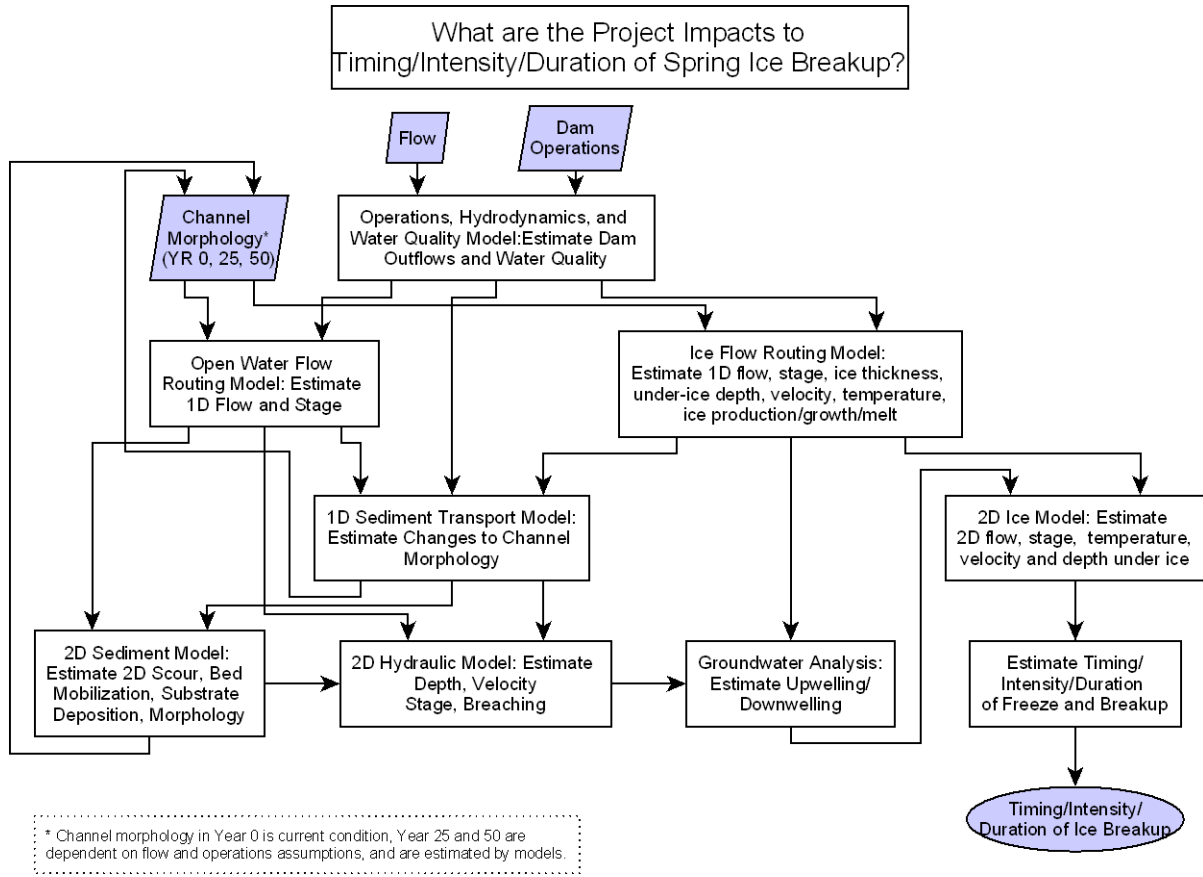 What are the Project Impacts to
Timing/Intensity/Duration of Spring Ice Breakup?
Flow
Dam
Operations
Channel
Morphology*
(YR 0, 25, 50)
Operations, Hydrodynamics, and
Water Quality Model:Estimate Dam
Outflows and Water Quality
Open Water Flow
Routing Model: Estimate
1D Flow and Stage
Ice Flow Routing Model:
Estimate 1D flow, stage, ice thickness,
under-ice depth, velocity, temperature,
ice production/growth/melt
1D Sediment Transport Model:
Estimate Changes to Channel
Morphology
2D Ice Model: Estimate
2D flow, stage, temperature,
velocity and depth under ice
2D Sediment Model:
Estimate 2D Scour, Bed
Mobilization, Substrate
Deposition, Morphology
2D Hydraulic Model: Estimate
Depth, Velocity
Stage, Breaching
Groundwater Analysis:
Estimate Upwelling/
Downwelling
Estimate Timing/
Intensity/Duration
of Freeze and Breakup
Timing/Intensity/
Duration of Ice Breakup
* Channel morphology in Year 0 is current condition, Year 25 and 50 are
dependent on flow and operations assumptions, and are estimated by models.